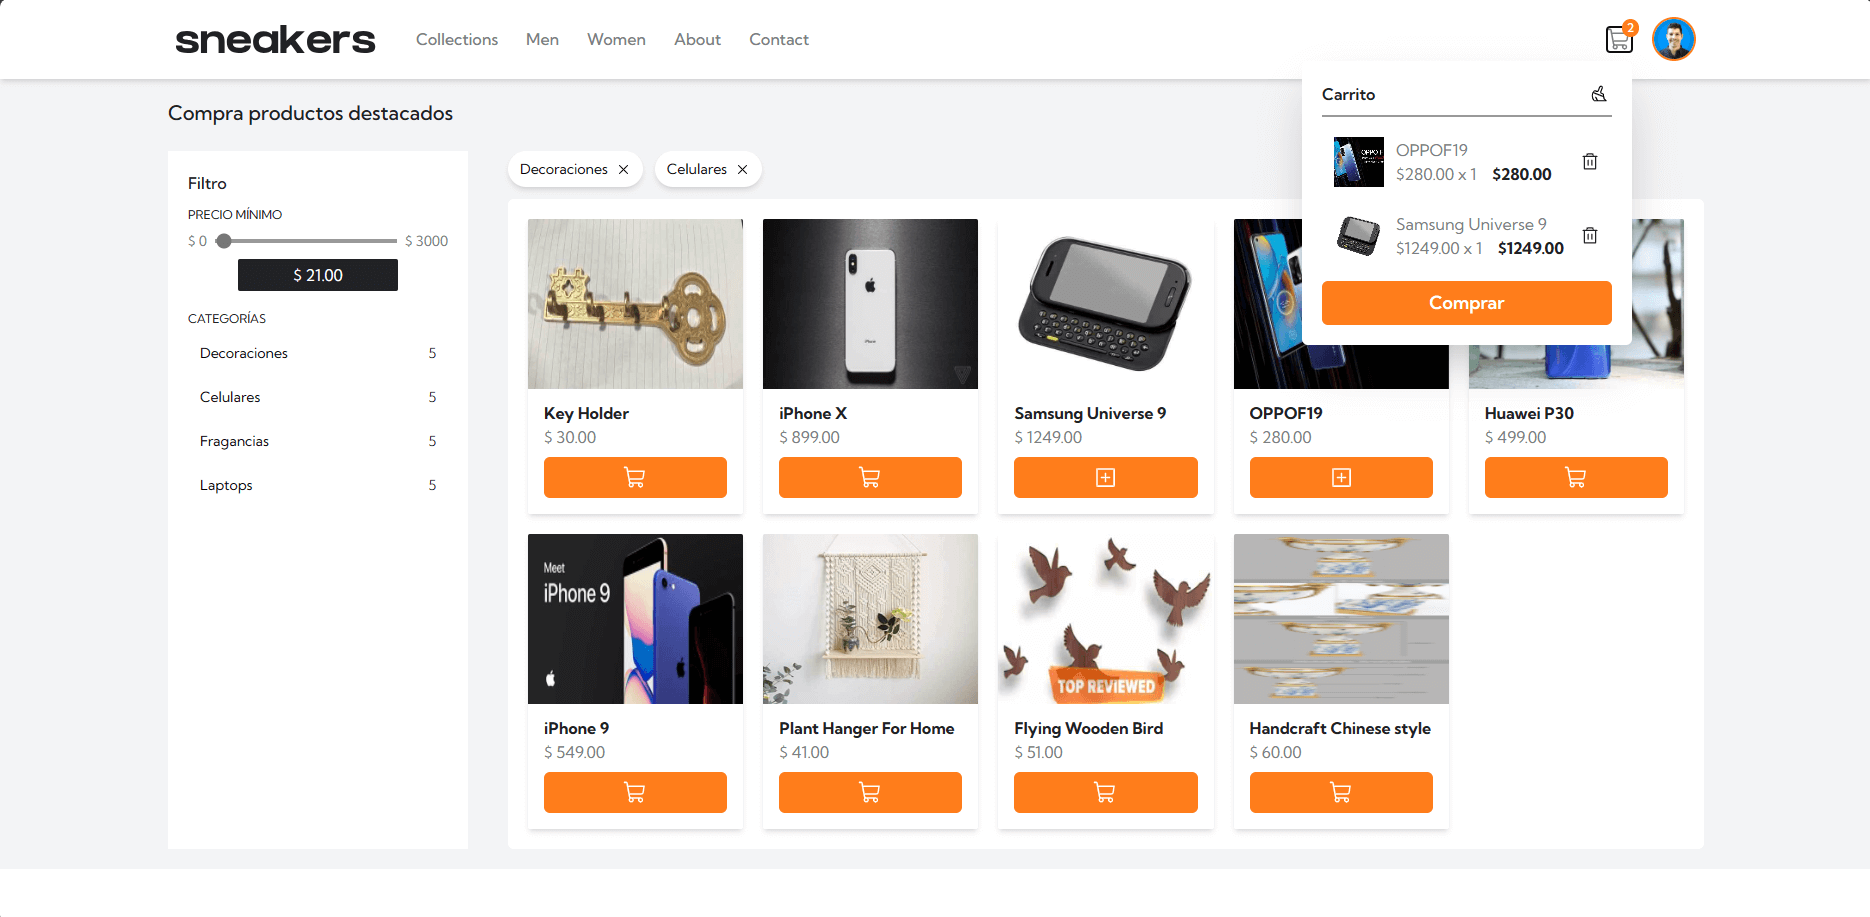 sneakers
Collections Men Women About Contact
2
Compra productos destacados
Carrito
OPPOF19
$280.00 x 1 $280.00
Samsung Universe 9
$1249.00 x 1 $1249.00
Comprar
Filtro
PRECIO MÍNIMO
$ 0 $ 3000
$ 21.00
CATEGORÍAS
Decoraciones 5
Celulares 5
Fragancias 5
Laptops 5
Decoraciones Celulares
iPhone
OPPO F
Key Holder
$ 30.00
iPhone X
$ 899.00
Samsung Universe 9
$ 1249.00
OPPOF19
$ 280.00
Huawei P30
$ 499.00
Meet
iPhone 9
TOP REVIEWED
iPhone 9
$ 549.00
Plant Hanger For Home
$ 41.00
Flying Wooden Bird
$ 51.00
Handcraft Chinese style
$ 60.00